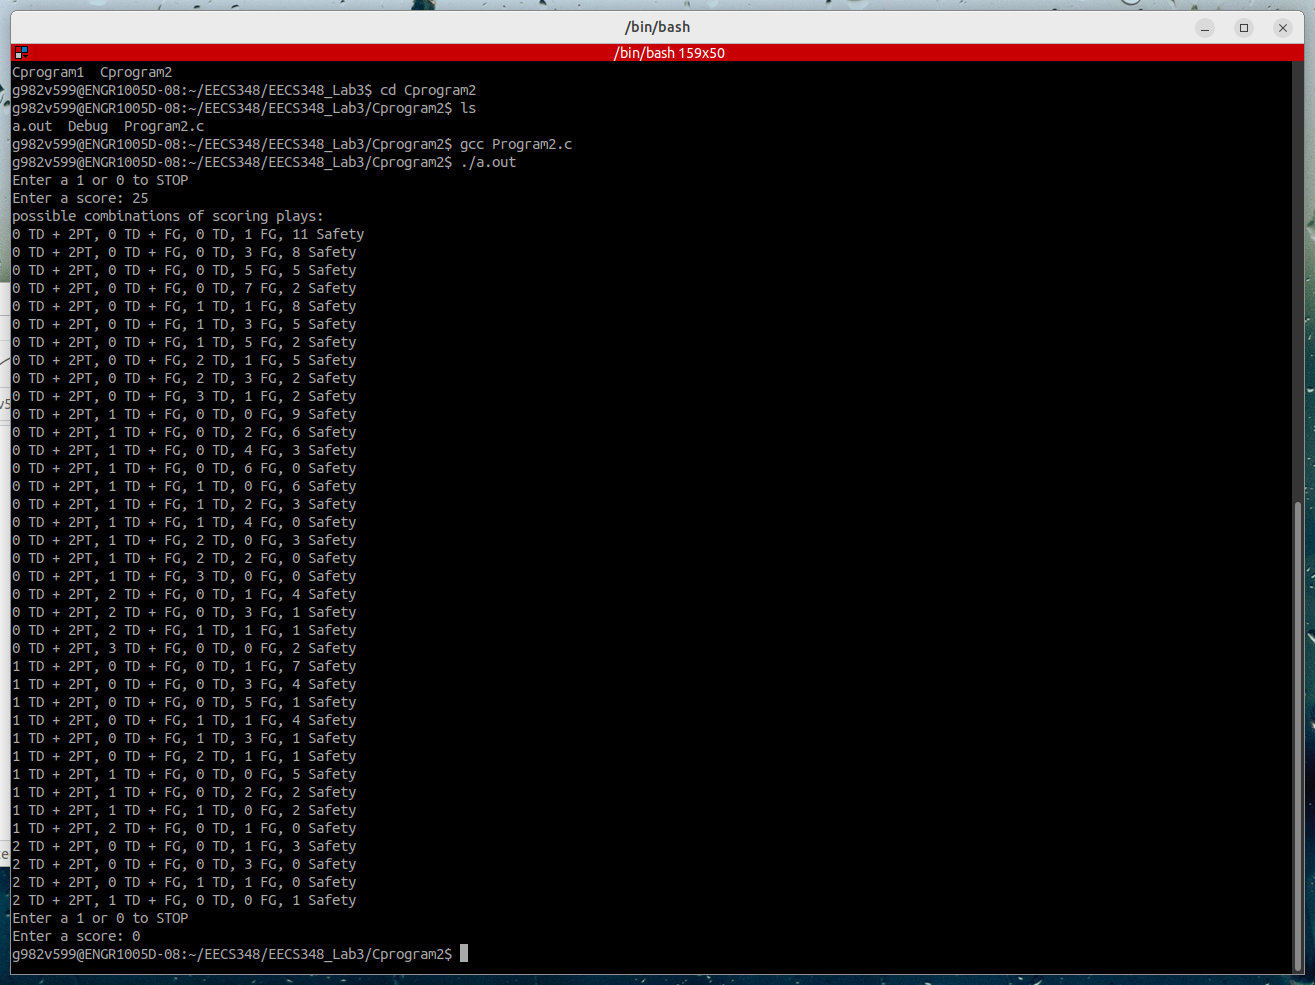 /bin/bash
/bin/bash 159x50
Cprogram1  Cprogram2
g982v599@ENGR1005D-08:~/EECS348/EECS348_Lab3$ cd Cprogram2
g982v599@ENGR1005D-08:~/EECS348/EECS348_Lab3/Cprogram2$ ls
a.out  Debug  Program2.c
g982v599@ENGR1005D-08:~/EECS348/EECS348_Lab3/Cprogram2$ gcc Program2.c
g982v599@ENGR1005D-08:~/EECS348/EECS348_Lab3/Cprogram2$ ./a.out
Enter a 1 or 0 to STOP
Enter a score: 25
possible combinations of scoring plays:
0 TD + 2PT, 0 TD + FG, 0 TD, 1 FG, 11 Safety
0 TD + 2PT, 0 TD + FG, 0 TD, 3 FG, 8 Safety
0 TD + 2PT, 0 TD + FG, 0 TD, 5 FG, 5 Safety
0 TD + 2PT, 0 TD + FG, 0 TD, 7 FG, 2 Safety
0 TD + 2PT, 0 TD + FG, 1 TD, 1 FG, 8 Safety
0 TD + 2PT, 0 TD + FG, 1 TD, 3 FG, 5 Safety
0 TD + 2PT, 0 TD + FG, 1 TD, 5 FG, 2 Safety
0 TD + 2PT, 0 TD + FG, 2 TD, 1 FG, 5 Safety
0 TD + 2PT, 0 TD + FG, 2 TD, 3 FG, 2 Safety
0 TD + 2PT, 0 TD + FG, 3 TD, 1 FG, 2 Safety
0 TD + 2PT, 1 TD + FG, 0 TD, 0 FG, 9 Safety
0 TD + 2PT, 1 TD + FG, 0 TD, 2 FG, 6 Safety
0 TD + 2PT, 1 TD + FG, 0 TD, 4 FG, 3 Safety
0 TD + 2PT, 1 TD + FG, 0 TD, 6 FG, 0 Safety
0 TD + 2PT, 1 TD + FG, 1 TD, 0 FG, 6 Safety
0 TD + 2PT, 1 TD + FG, 1 TD, 2 FG, 3 Safety
0 TD + 2PT, 1 TD + FG, 1 TD, 4 FG, 0 Safety
0 TD + 2PT, 1 TD + FG, 2 TD, 0 FG, 3 Safety
0 TD + 2PT, 1 TD + FG, 2 TD, 2 FG, 0 Safety
0 TD + 2PT, 1 TD + FG, 3 TD, 0 FG, 0 Safety
0 TD + 2PT, 2 TD + FG, 0 TD, 1 FG, 4 Safety
0 TD + 2PT, 2 TD + FG, 0 TD, 3 FG, 1 Safety
0 TD + 2PT, 2 TD + FG, 1 TD, 1 FG, 1 Safety
0 TD + 2PT, 3 TD + FG, 0 TD, 0 FG, 2 Safety
1 TD + 2PT, 0 TD + FG, 0 TD, 1 FG, 7 Safety
1 TD + 2PT, 0 TD + FG, 0 TD, 3 FG, 4 Safety
1 TD + 2PT, 0 TD + FG, 0 TD, 5 FG, 1 Safety
1 TD + 2PT, 0 TD + FG, 1 TD, 1 FG, 4 Safety
1 TD + 2PT, 0 TD + FG, 1 TD, 3 FG, 1 Safety
1 TD + 2PT, 0 TD + FG, 2 TD, 1 FG, 1 Safety
1 TD + 2PT, 1 TD + FG, 0 TD, 0 FG, 5 Safety
1 TD + 2PT, 1 TD + FG, 0 TD, 2 FG, 2 Safety
1 TD + 2PT, 1 TD + FG, 1 TD, 0 FG, 2 Safety
1 TD + 2PT, 2 TD + FG, 0 TD, 1 FG, 0 Safety
2 TD + 2PT, 0 TD + FG, 0 TD, 1 FG, 3 Safety
2 TD + 2PT, 0 TD + FG, 0 TD, 3 FG, 0 Safety
2 TD + 2PT, 0 TD + FG, 1 TD, 1 FG, 0 Safety
2 TD + 2PT, 1 TD + FG, 0 TD, 0 FG, 1 Safety
Enter a 1 or 0 to STOP
Enter a score: 0
g982v599@ENGR1005D-08:~/EECS348/EECS348_Lab3/Cprogram2$